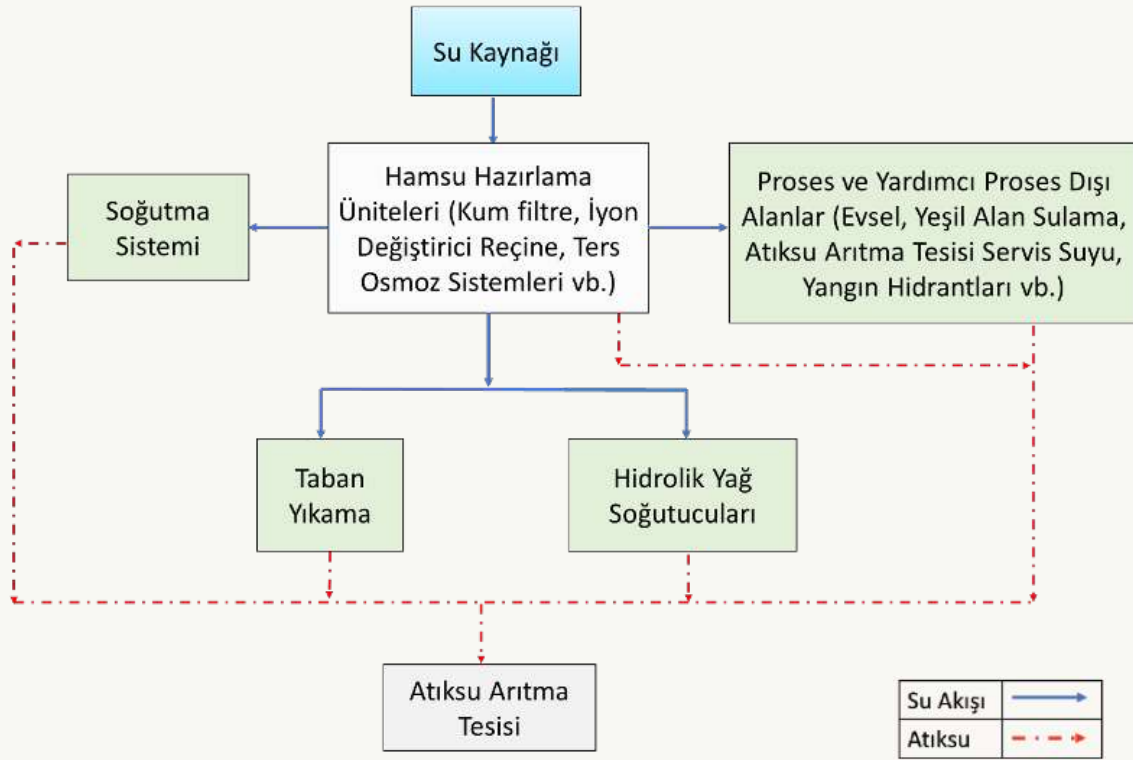 Su Kaynağı
Hamsu Hazırlama
Üniteleri (Kum filtre, İyon
Değiştirici Reçine, Ters
Osmoz Sistemleri vb.)
Soğutma
Sistemi
Proses ve Yardımcı Proses Dışı
Alanlar (Evsel, Yeşil Alan Sulama,
Atıksu Arıtma Tesisi Servis Suyu,
Yangın Hidrantları vb.)
Taban
Yıkama
Hidrolik Yağ
Soğutucuları
Atıksu Arıtma
Tesisi
Su Akışı
Atıksu